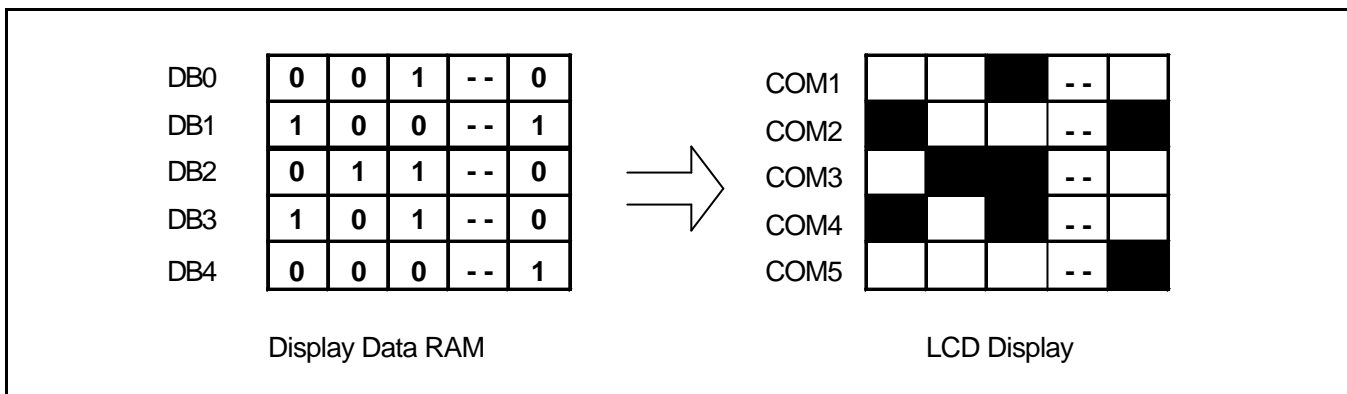 DB0 0 0 1 - - 0 COM1 - -
DB1 1 0 0 - - 1 COM2 - -
DB2 0 1 1 - - 0 COM3 - -
DB3 1 0 1 - - 0 COM4 - -
DB4 0 0 0 - - 1 COM5 - -
Display Data RAM LCD Display